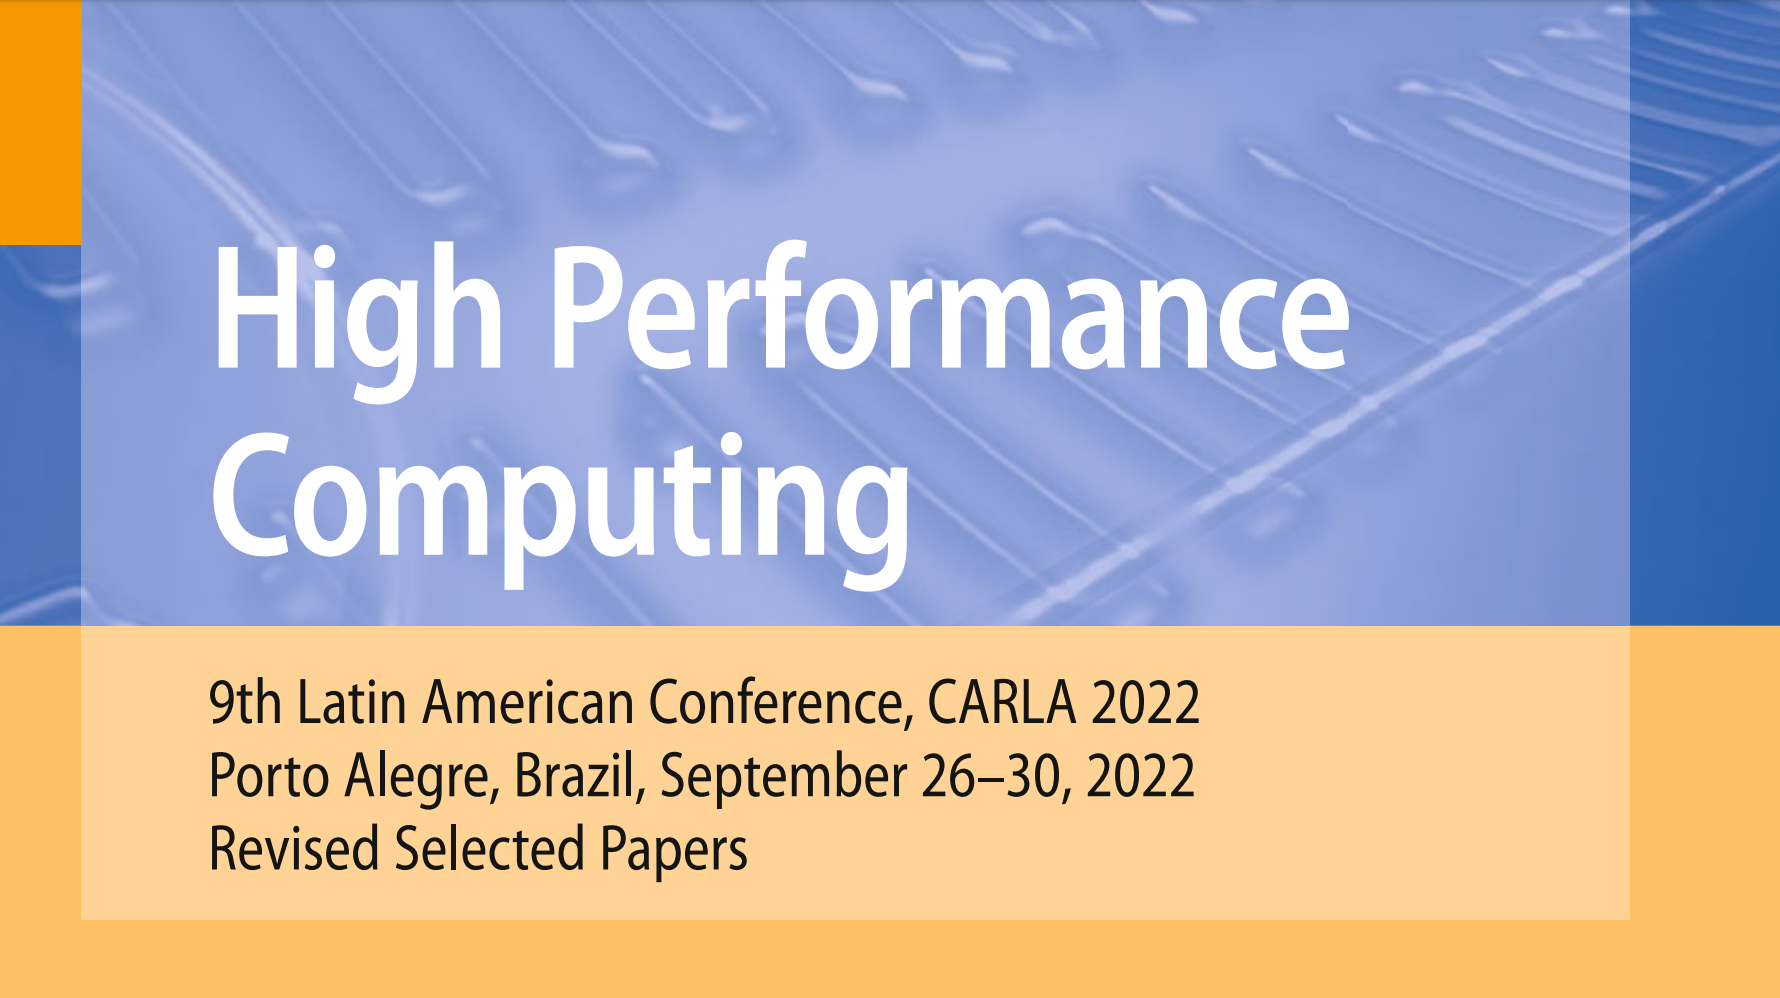 High Performance
Computing
9th Latin American Conference, CARLA 2022
Porto Alegre, Brazil, September 26–30, 2022
Revised Selected Papers